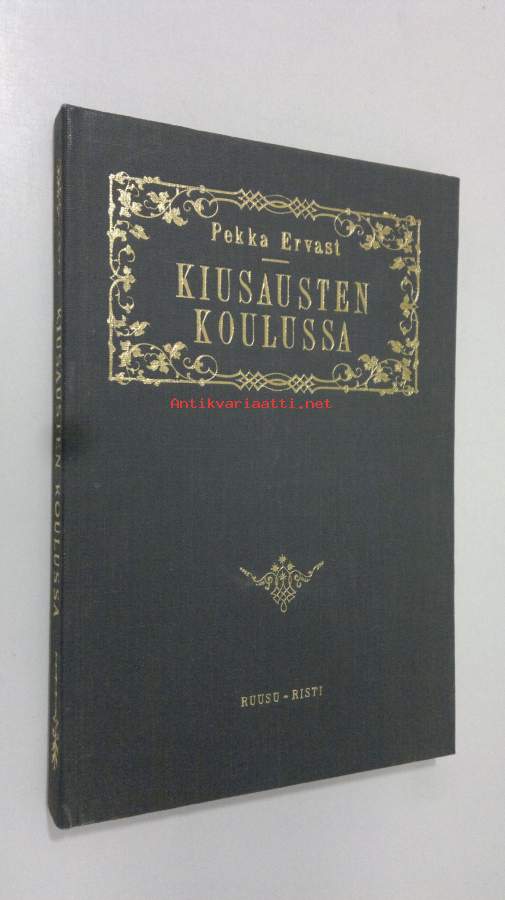 Pekka Ervast
KIUSAUSTEN
KOULUSSA
Antikvariaatti.net
RUUSU-RISTI
KIUSAUSTEN KOULUSSA